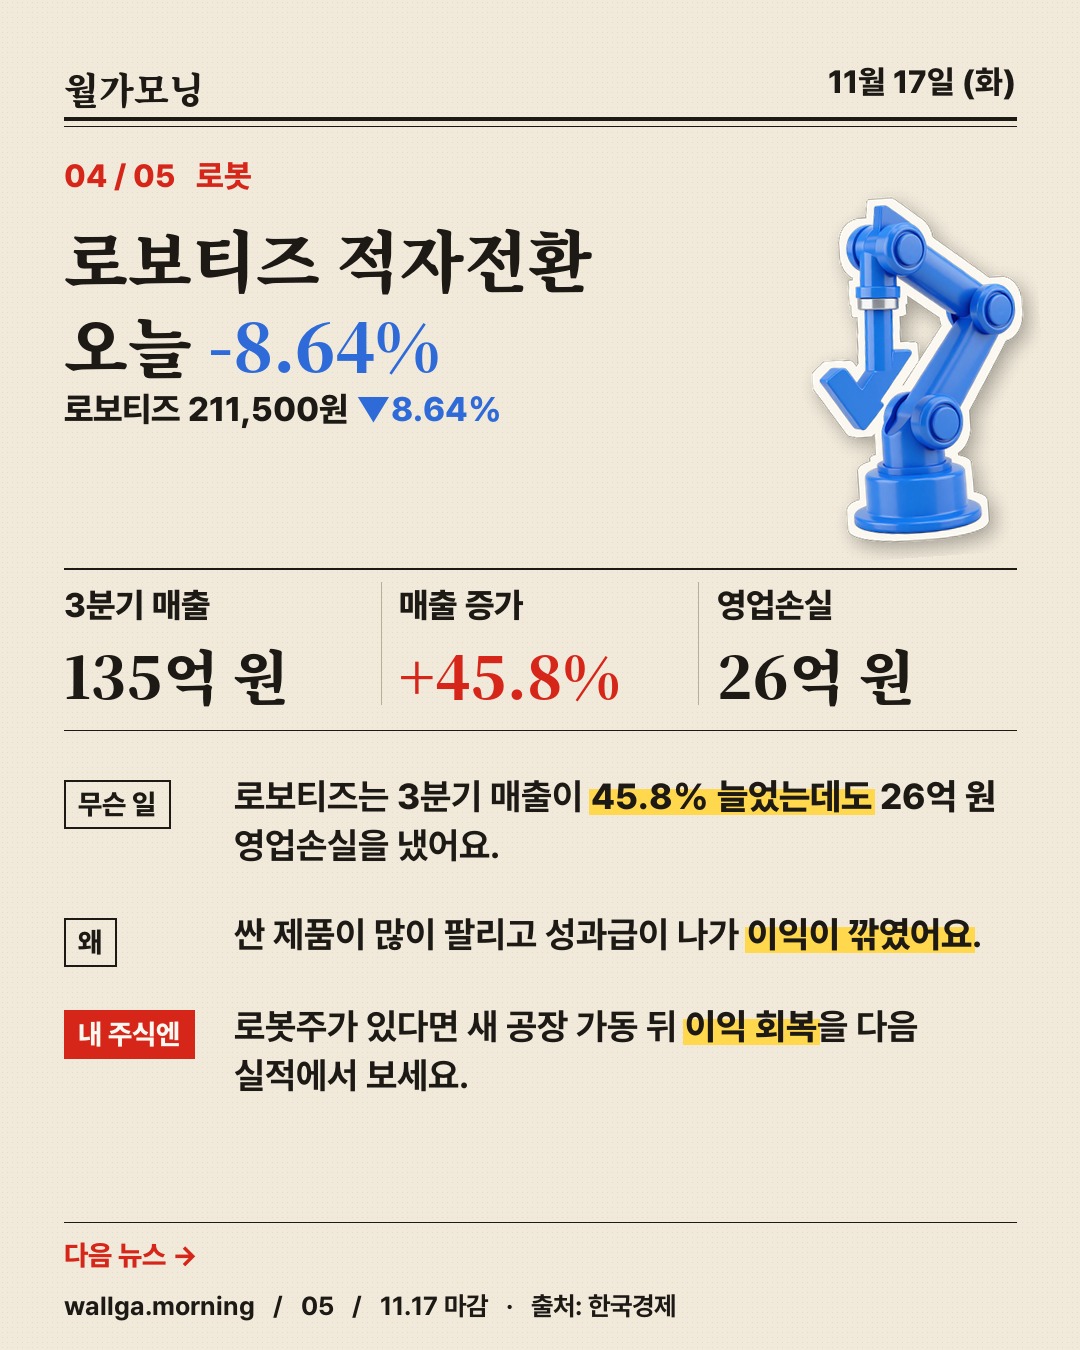 월가모닝
11월 17일 (화)
04 / 05 로봇
로보티즈 적자전환
오늘 -8.64%
로보티즈 211,500원 ▼8.64%
3분기 매출
135억 원
매출 증가
+45.8%
영업손실
26억 원
무슨 일
로보티즈는 3분기 매출이 45.8% 늘었는데도 26억 원
영업손실을 냈어요.
왜
싼 제품이 많이 팔리고 성과급이 나가 이익이 깎였어요.
내 주식엔
로봇주가 있다면 새 공장 가동 뒤 이익 회복을 다음
실적에서 보세요.
다음 뉴스 →
wallga.morning / 05 / 11.17 마감 · 출처: 한국경제